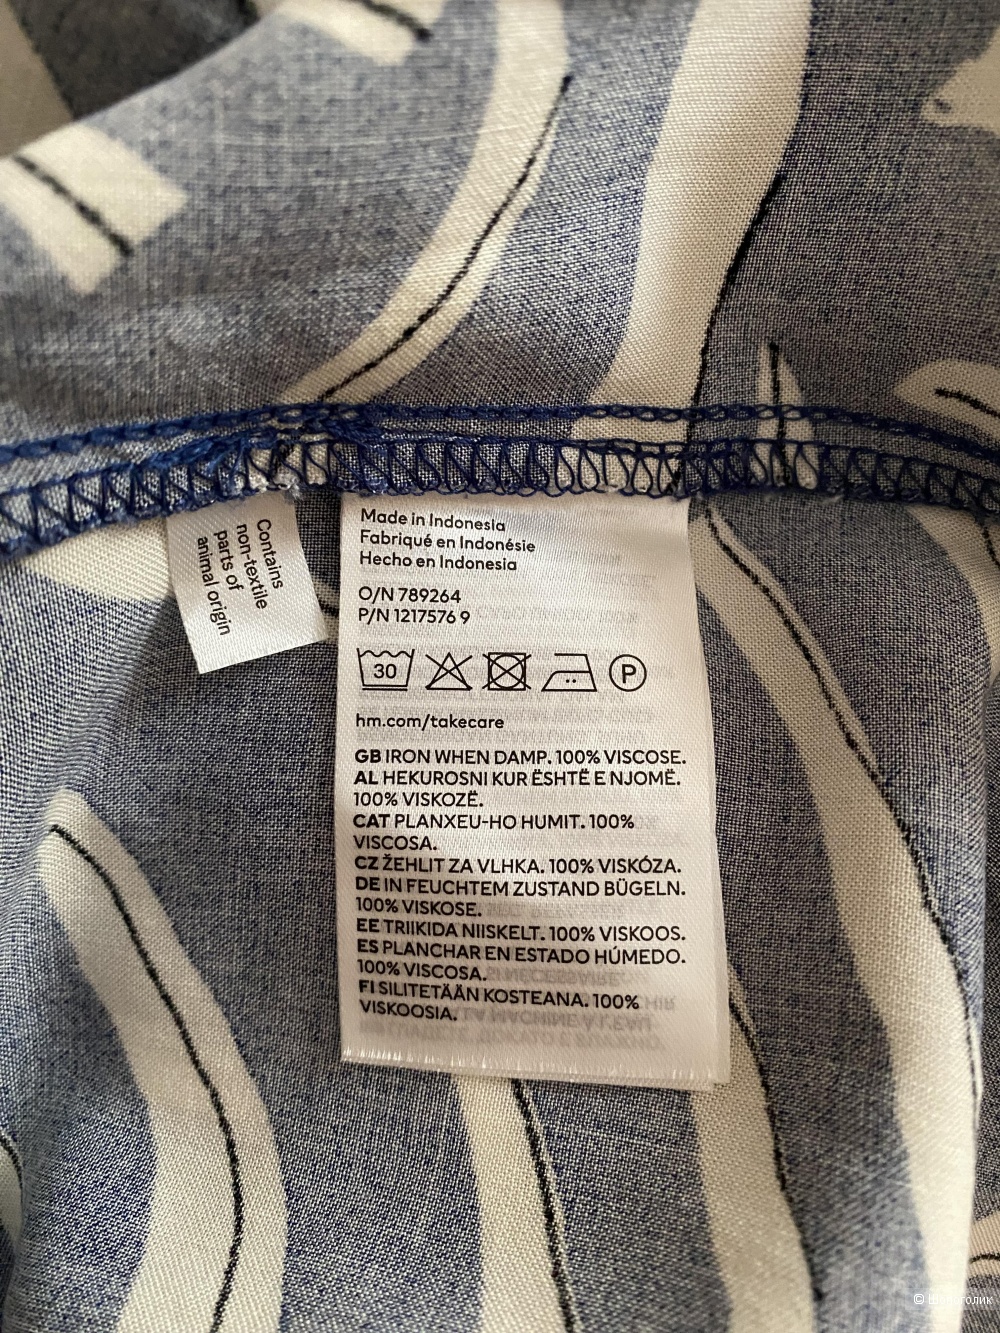 Contains
non-textile
parts of
animal origin
Made in Indonesia
Fabriqué en Indonésie
Hecho en Indonesia
O/N 789264
P/N 1217576 9
30
P
hm.com/takecare
GB IRON WHEN DAMP. 100% VISCOSE.
AL HEKUROSNI KUR ËSHTË E NJOMË.
100% VISKOZË.
CAT PLANXEU-HO HUMIT. 100%
VISCOSA.
CZ ŽEHLIT ZA VLHKA. 100% VISKÓZA.
DE IN FEUCHTEM ZUSTAND BÜGELN.
100% VISKOSE.
EE TRIIKIDA NIISKELT. 100% VISKOOS.
ES PLANCHAR EN ESTADO HÚMEDO.
100% VISCOSA.
FI SILITETÄÄN KOSTEANA. 100%
VISKOOSIA.